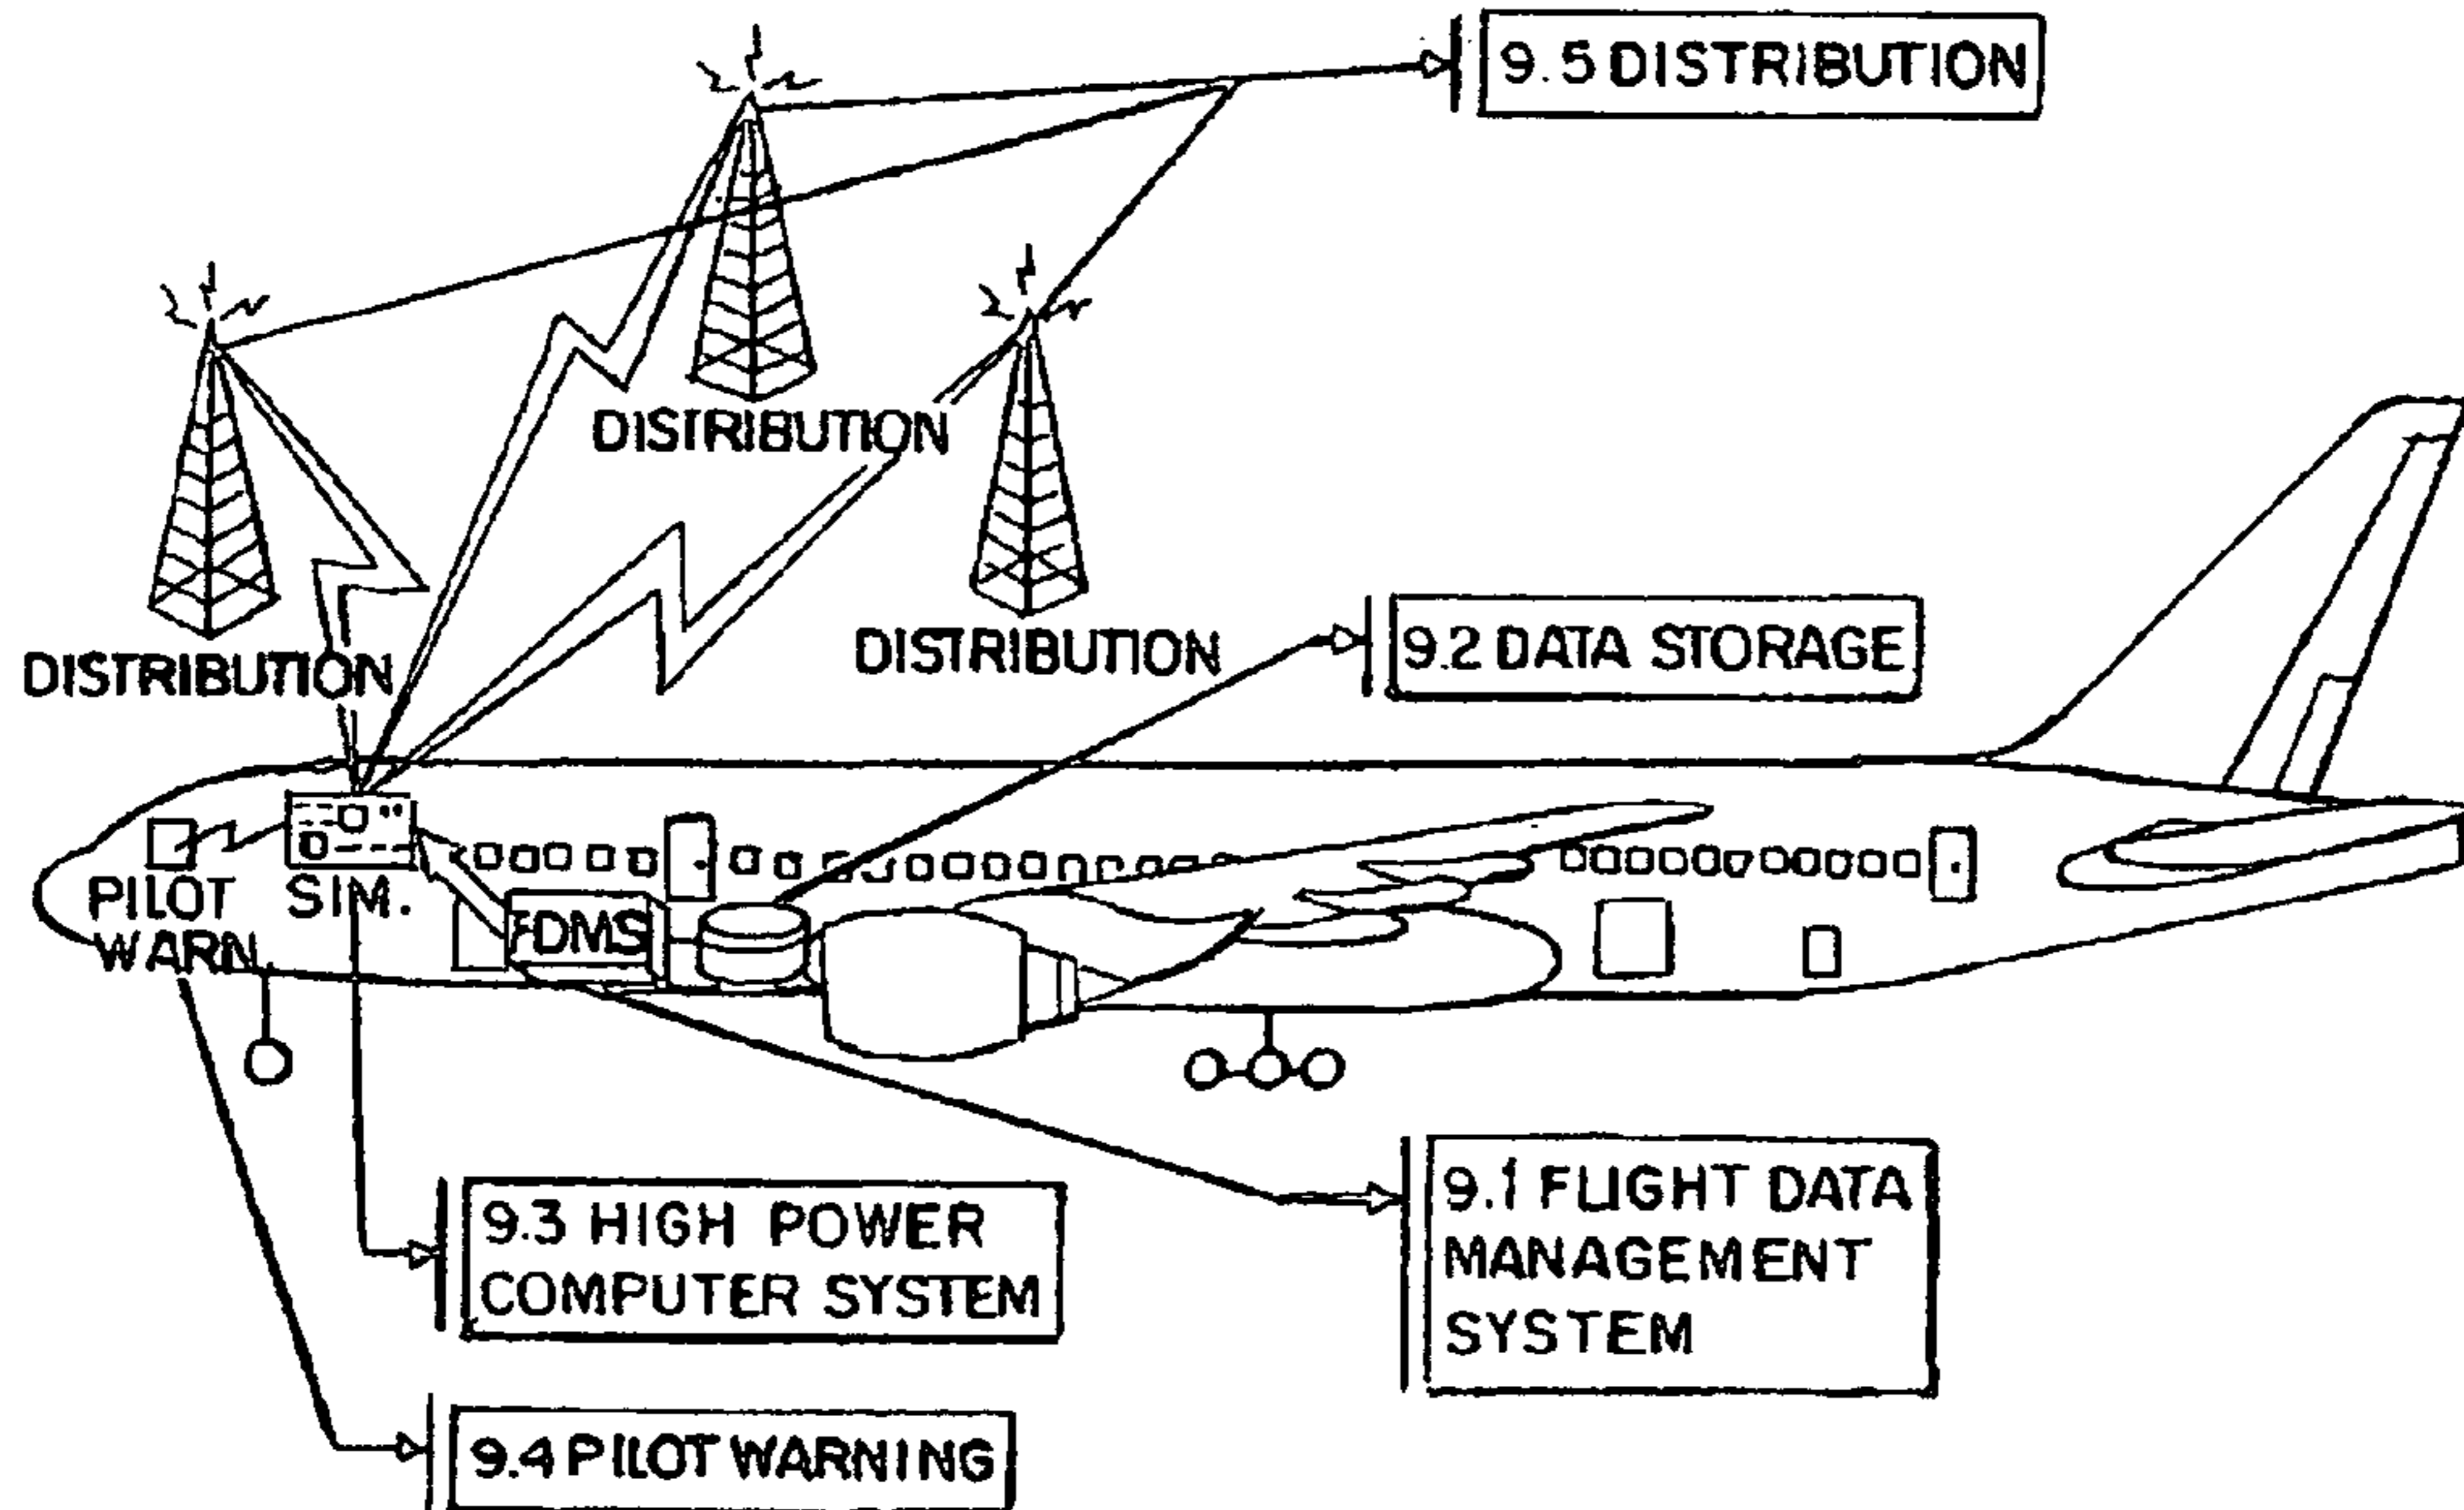 9.5 DISTRIBUTION
DISTRIBUTION
DISTRIBUTION
DISTRIBUTION
9.2 DATA STORAGE
PILOT
WARN.
SIM.
FDMS
9.3 HIGH POWER
COMPUTER SYSTEM
9.1 FLIGHT DATA
MANAGEMENT
SYSTEM
9.4 PILOT WARNING